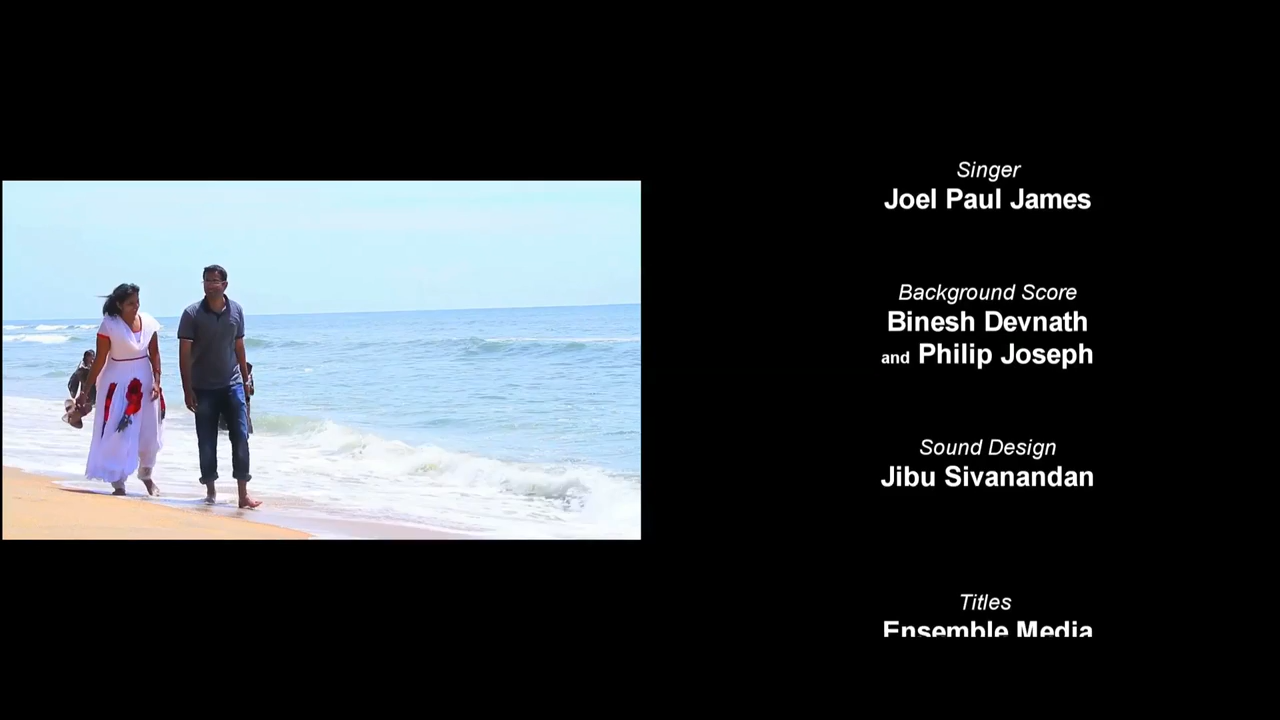 Singer
Joel Paul James
Background Score
Binesh Devnath
and Philip Joseph
Sound Design
Jibu Sivanandan
Titles
Ensemble Media